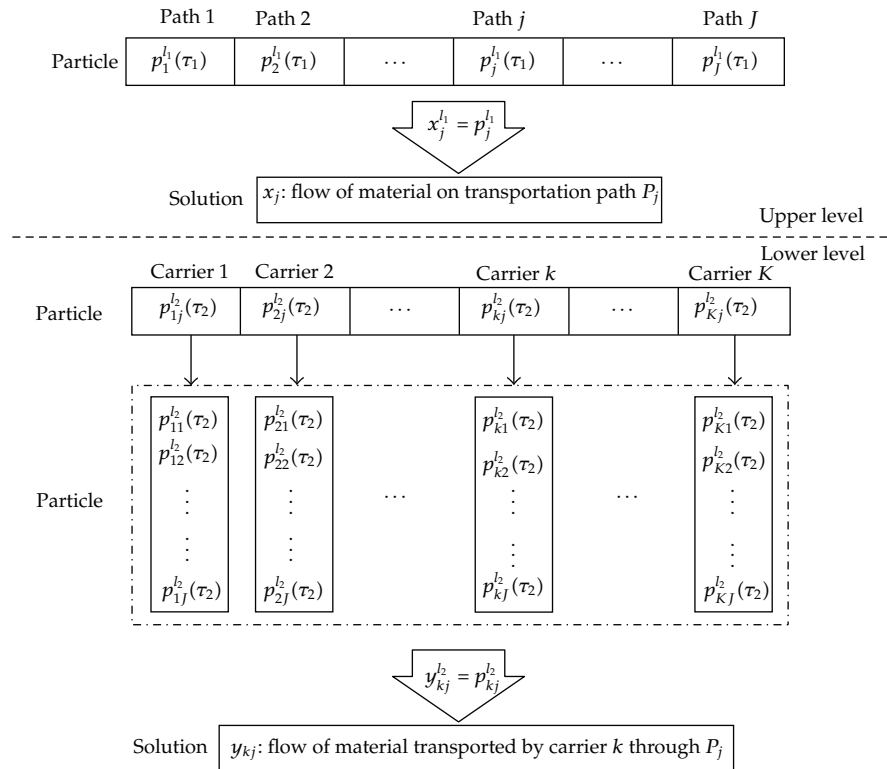 Path 1 Path 2 Path j Path J
Particle p_1^{l_1}(τ_1) p_2^{l_1}(τ_1) ··· p_j^{l_1}(τ_1) ··· p_J^{l_1}(τ_1)
x_j^{l_1} = p_j^{l_1}
Solution x_j: flow of material on transportation path P_j
Upper level
Lower level
Carrier 1 Carrier 2 Carrier k Carrier K
Particle p_{1j}^{l_2}(τ_2) p_{2j}^{l_2}(τ_2) ··· p_{kj}^{l_2}(τ_2) ··· p_{Kj}^{l_2}(τ_2)
p_{11}^{l_2}(τ_2) p_{21}^{l_2}(τ_2) p_{k1}^{l_2}(τ_2) p_{K1}^{l_2}(τ_2)
p_{12}^{l_2}(τ_2) p_{22}^{l_2}(τ_2) p_{k2}^{l_2}(τ_2) p_{K2}^{l_2}(τ_2)
Particle ⋮ ⋮ ··· ⋮ ··· ⋮
⋮ ⋮ ⋮ ⋮
p_{1J}^{l_2}(τ_2) p_{2J}^{l_2}(τ_2) p_{kJ}^{l_2}(τ_2) p_{KJ}^{l_2}(τ_2)
y_{kj}^{l_2} = p_{kj}^{l_2}
Solution y_{kj}: flow of material transported by carrier k through P_j